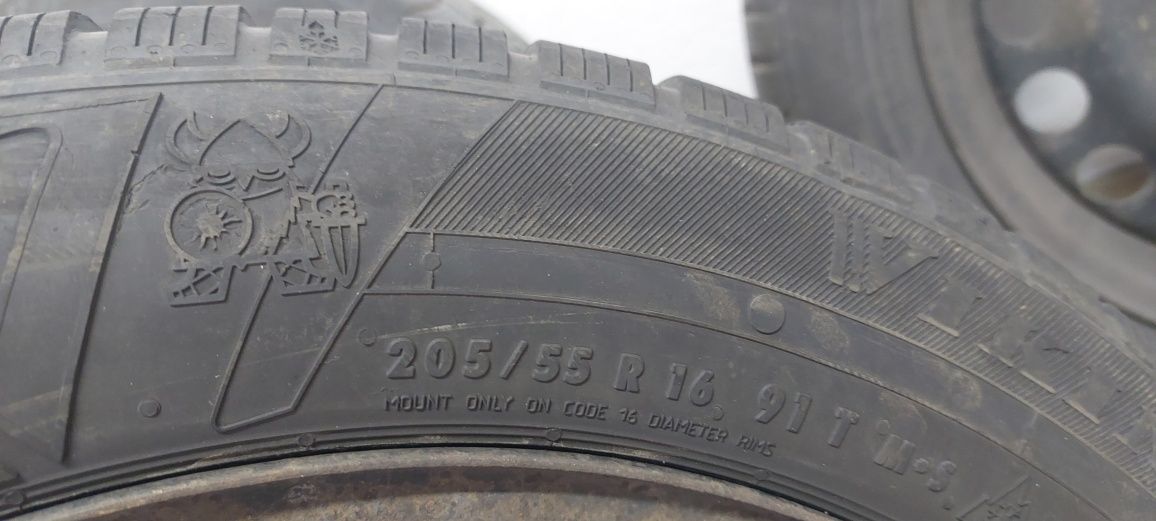 205/55 R 16 91 T M•S
MOUNT ONLY ON CODE 16 DIAMETER RIMS